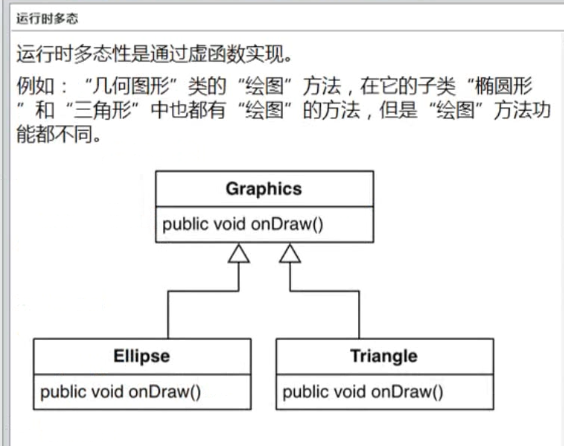 运行时多态
运行时多态性是通过虚函数实现。
例如：“几何图形”类的“绘图”方法，在它的子类“椭圆形
”和“三角形”中也都有“绘图”的方法，但是“绘图”方法功
能都不同。
Graphics
public void onDraw()
Ellipse
public void onDraw()
Triangle
public void onDraw()